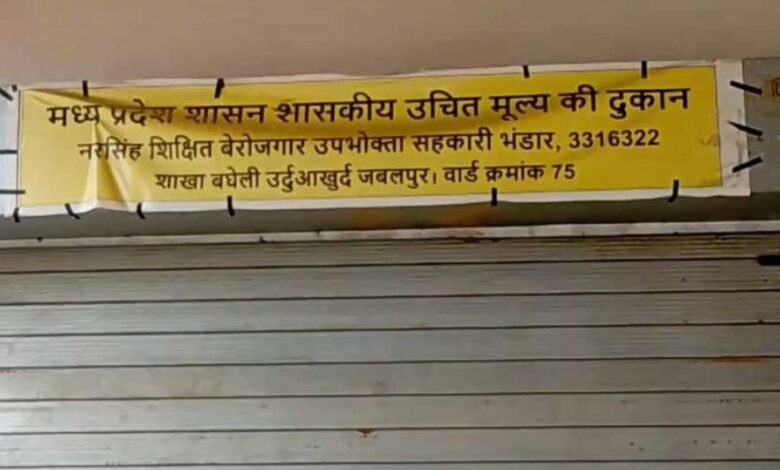 मध्य प्रदेश शासन शासकीय उचित मूल्य की दुकान
नरसिंह शिक्षित बेरोजगार उपभोक्ता सहकारी भंडार, 3316322
शाखा बघेली उर्दुआखुर्द जबलपुर। वार्ड क्रमांक 75